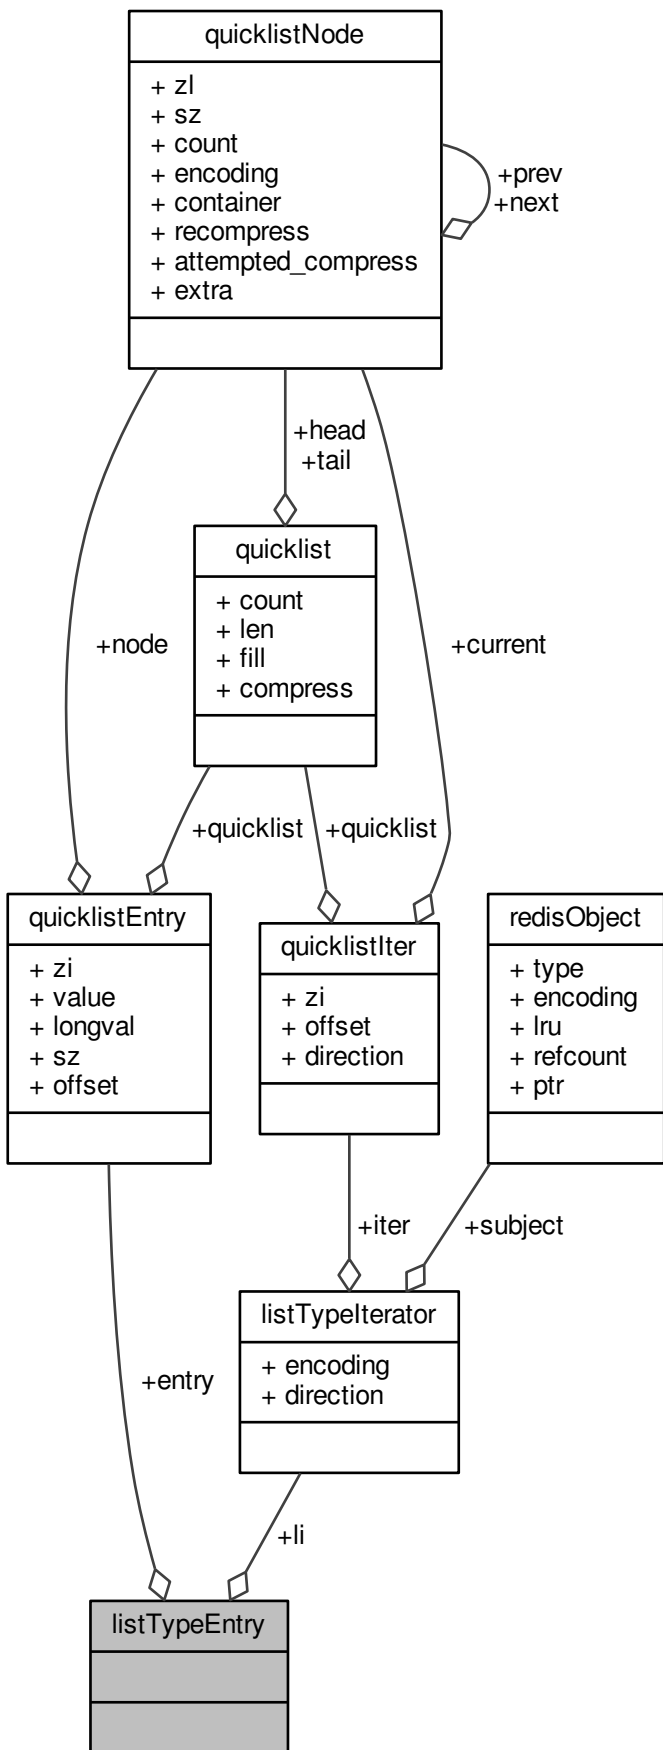 quicklistNode
+ zl
+ sz
+ count
+ encoding
+ container
+ recompress
+ attempted_compress
+ extra
+prev
+next
+head
+tail
quicklist
+ count
+ len
+ fill
+ compress
+node
+current
+quicklist
+quicklist
quicklistEntry
+ zi
+ value
+ longval
+ sz
+ offset
quicklistIter
+ zi
+ offset
+ direction
redisObject
+ type
+ encoding
+ lru
+ refcount
+ ptr
+iter
+subject
listTypeIterator
+ encoding
+ direction
+entry
+li
listTypeEntry